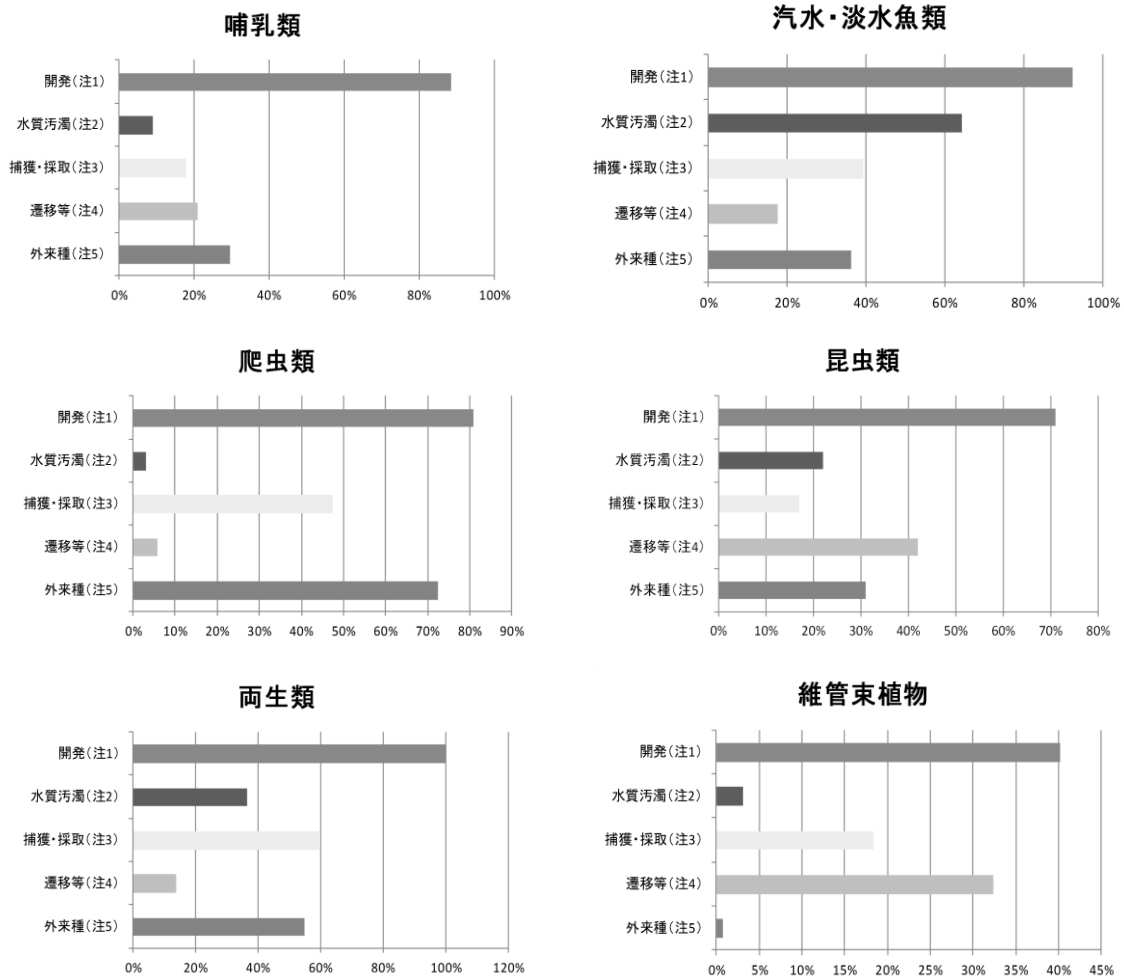 哺乳類
開発(注1)
水質汚濁(注2)
捕獲・採取(注3)
遷移等(注4)
外来種(注5)
0% 20% 40% 60% 80% 100%
汽水・淡水魚類
開発(注1)
水質汚濁(注2)
捕獲・採取(注3)
遷移等(注4)
外来種(注5)
0% 20% 40% 60% 80% 100%
爬虫類
開発(注1)
水質汚濁(注2)
捕獲・採取(注3)
遷移等(注4)
外来種(注5)
0% 10% 20% 30% 40% 50% 60% 70% 80% 90%
昆虫類
開発(注1)
水質汚濁(注2)
捕獲・採取(注3)
遷移等(注4)
外来種(注5)
0% 10% 20% 30% 40% 50% 60% 70% 80%
両生類
開発(注1)
水質汚濁(注2)
捕獲・採取(注3)
遷移等(注4)
外来種(注5)
0% 20% 40% 60% 80% 100% 120%
維管束植物
開発(注1)
水質汚濁(注2)
捕獲・採取(注3)
遷移等(注4)
外来種(注5)
0% 5% 10% 15% 20% 25% 30% 35% 40% 45%